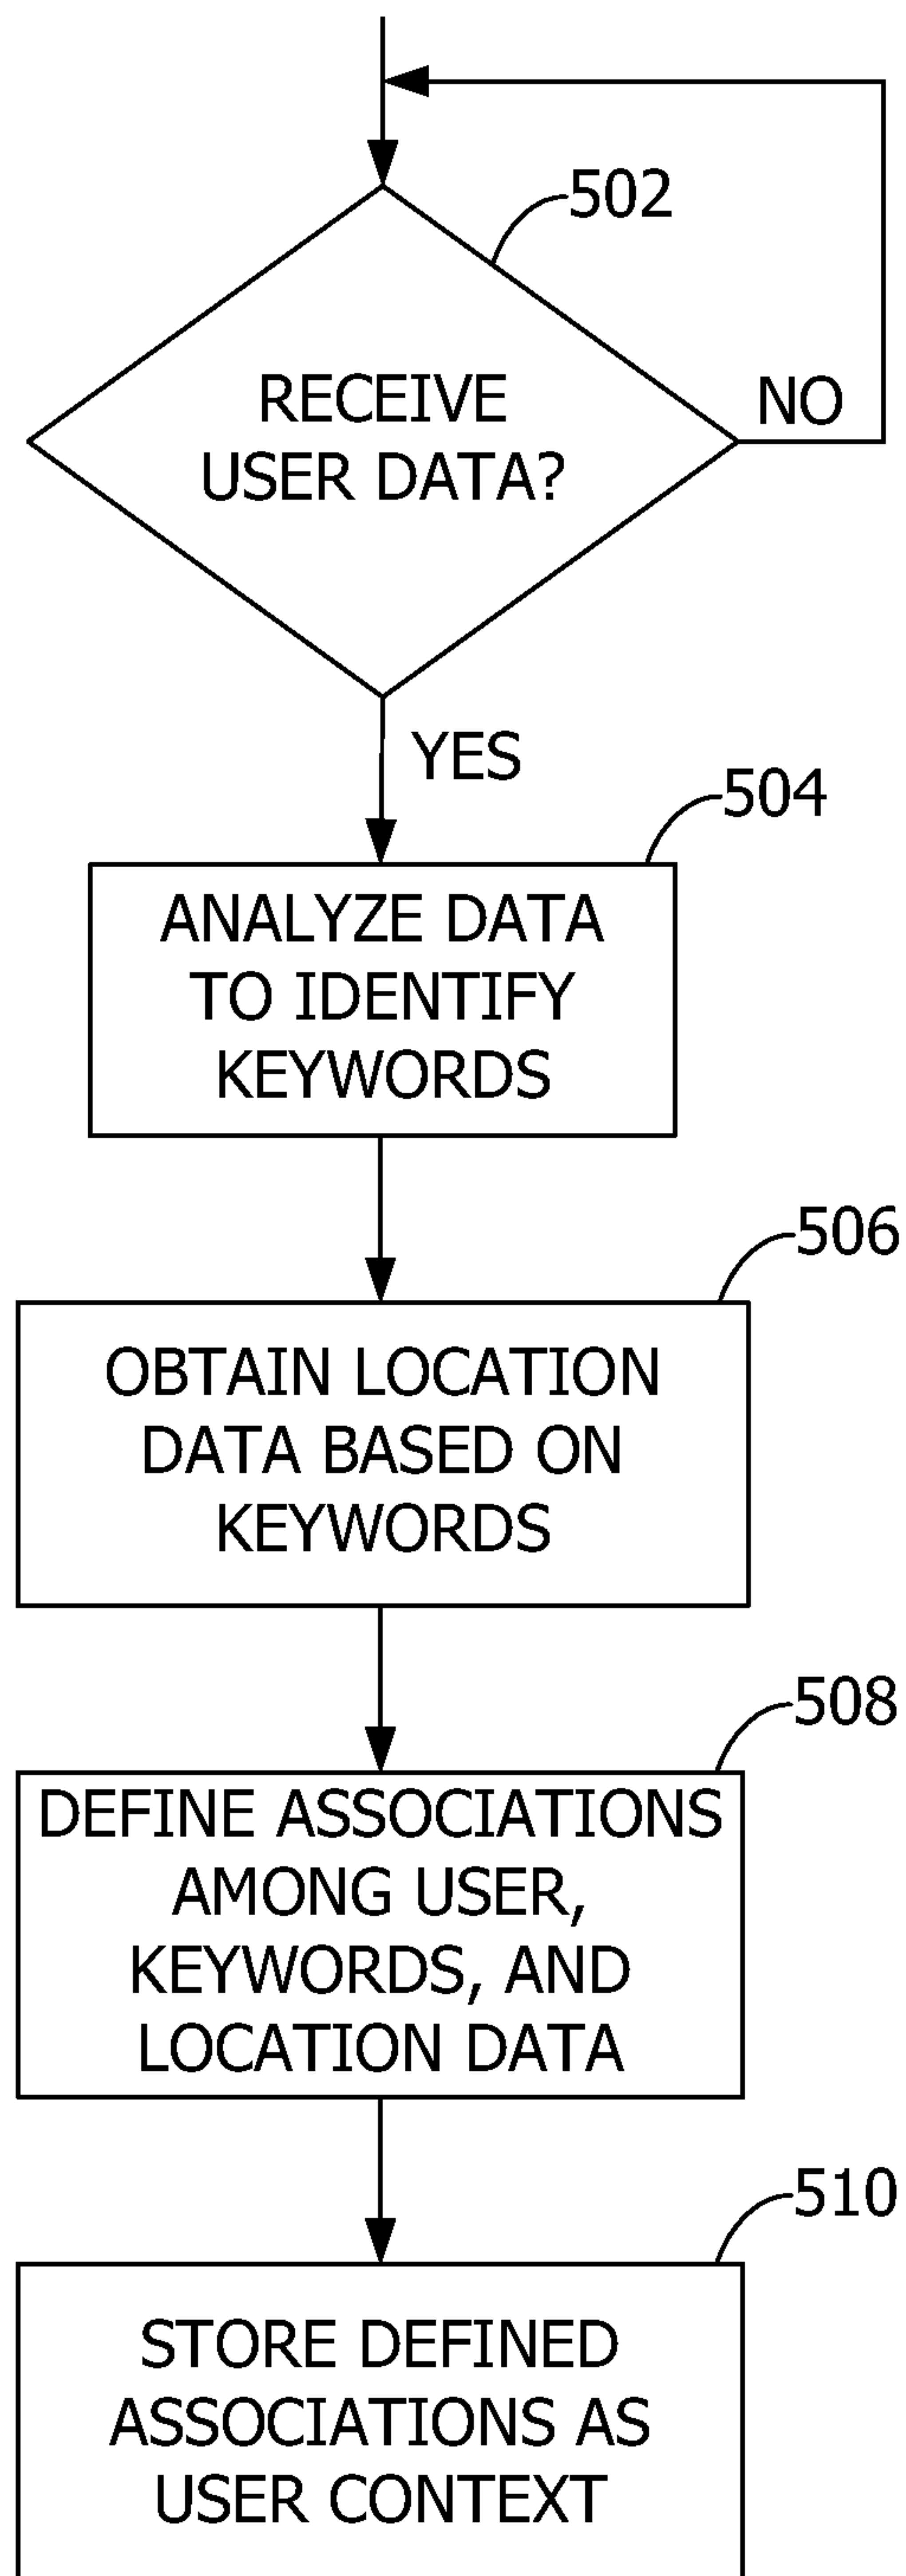 502
RECEIVE
USER DATA?
NO
YES
504
ANALYZE DATA
TO IDENTIFY
KEYWORDS
506
OBTAIN LOCATION
DATA BASED ON
KEYWORDS
508
DEFINE ASSOCIATIONS
AMONG USER,
KEYWORDS, AND
LOCATION DATA
510
STORE DEFINED
ASSOCIATIONS AS
USER CONTEXT